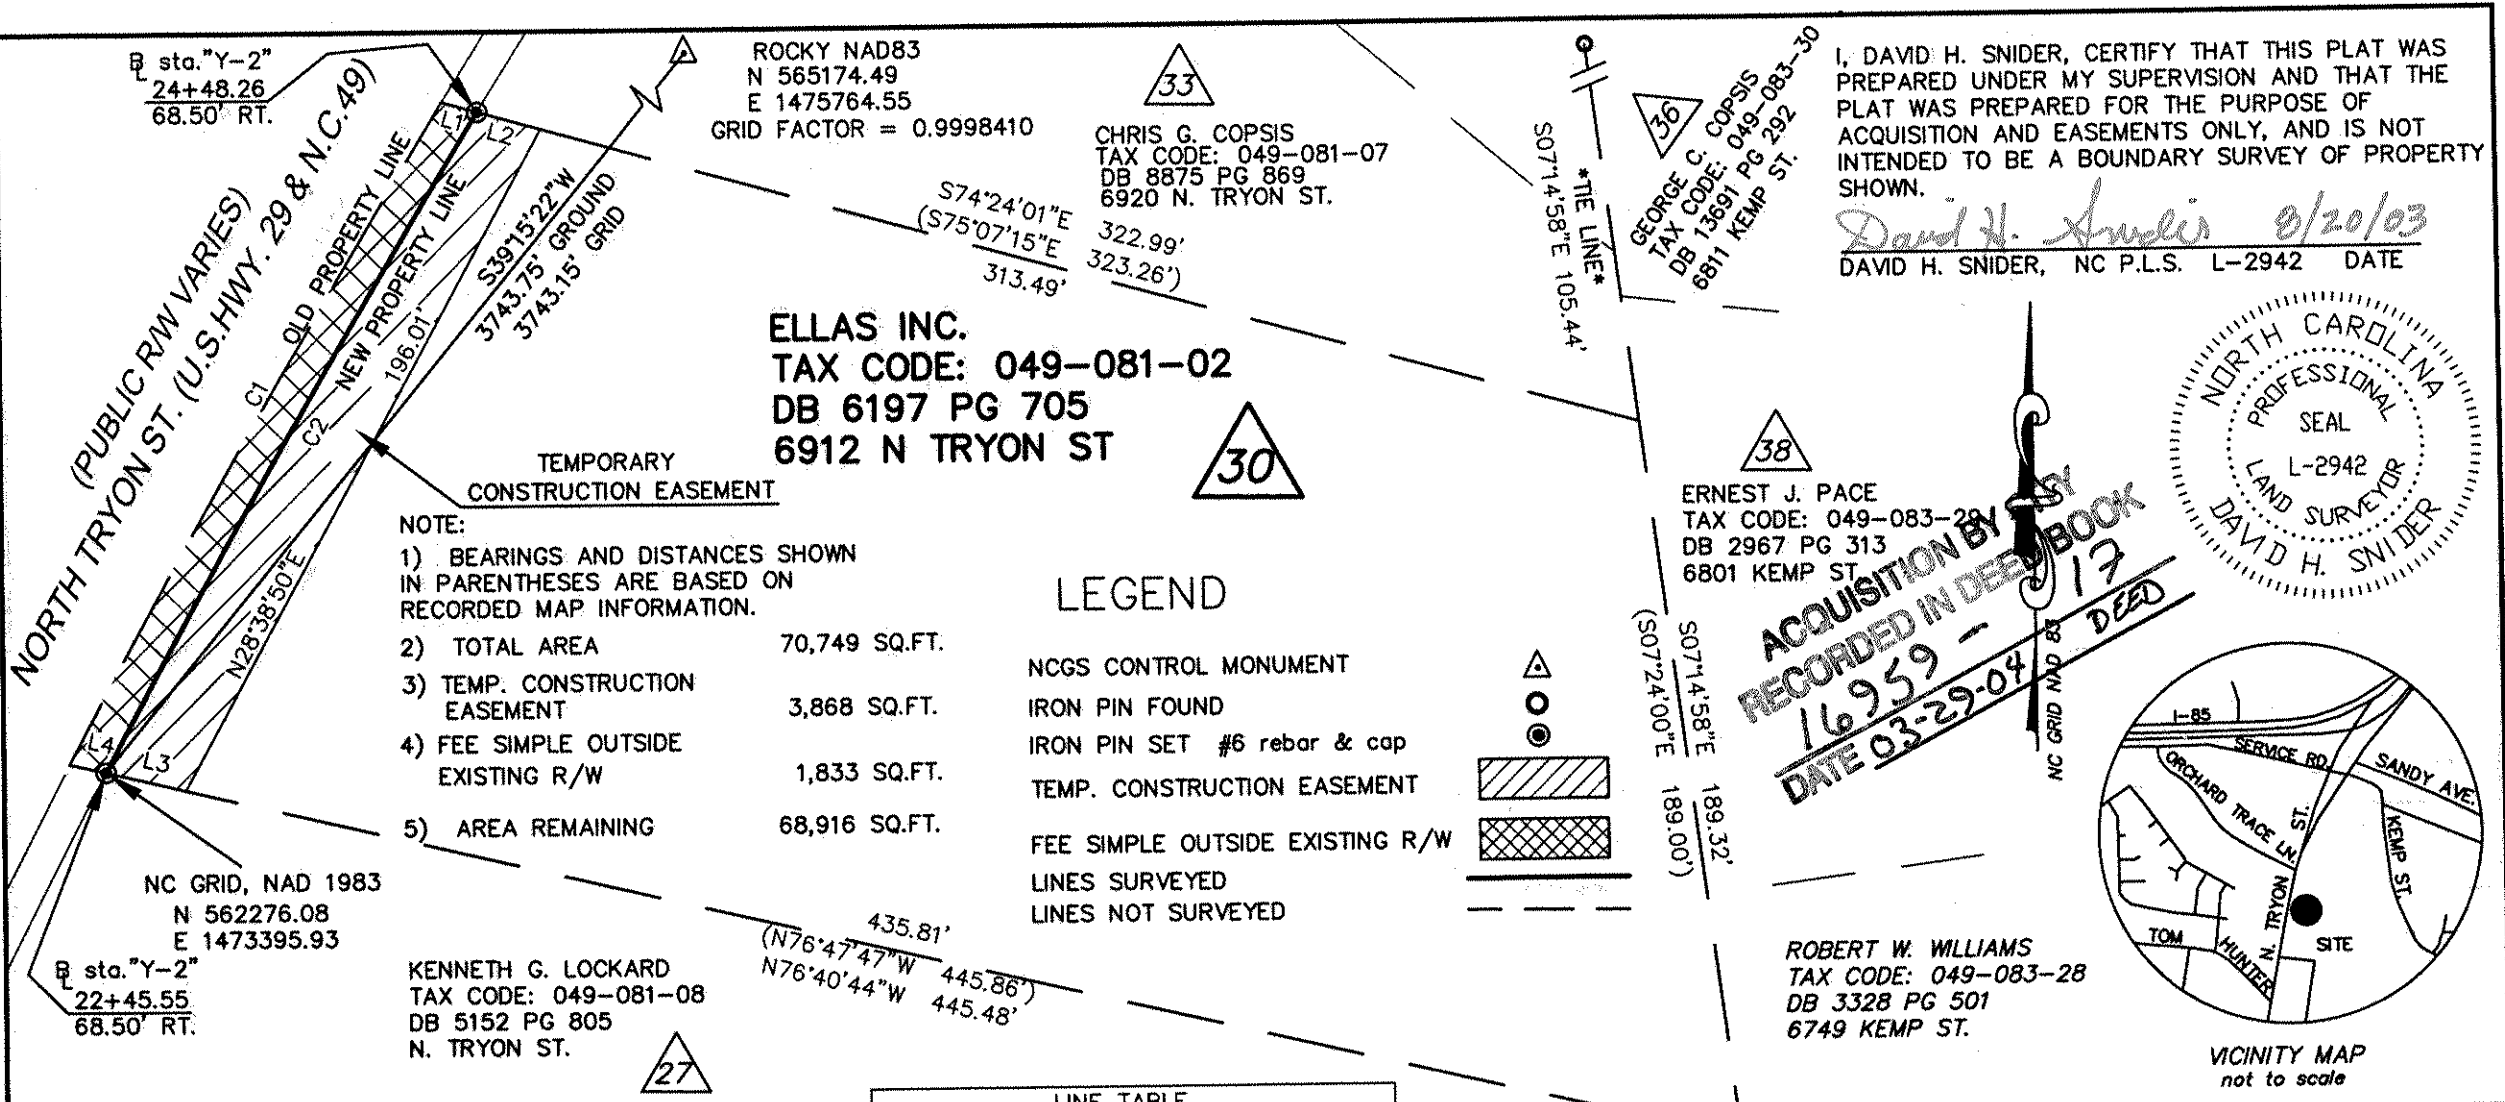 B/L sta."Y-2"
24+48.26
68.50' RT.
ROCKY NAD83
N 565174.49
E 1475764.55
GRID FACTOR = 0.9998410
33
CHRIS G. COPSIS
TAX CODE: 049-081-07
DB 8875 PG 869
6920 N. TRYON ST.
36
GEORGE C. COPSIS
TAX CODE: 049-083-30
DB 13691 PG 292
6811 KEMP ST.
I, DAVID H. SNIDER, CERTIFY THAT THIS PLAT WAS
PREPARED UNDER MY SUPERVISION AND THAT THE
PLAT WAS PREPARED FOR THE PURPOSE OF
ACQUISITION AND EASEMENTS ONLY, AND IS NOT
INTENDED TO BE A BOUNDARY SURVEY OF PROPERTY
SHOWN.
David H. Snider 8/20/03
DAVID H. SNIDER, NC P.L.S. L-2942 DATE
NORTH CAROLINA
PROFESSIONAL
SEAL
L-2942
LAND SURVEYOR
DAVID H. SNIDER
(PUBLIC R/W VARIES)
NORTH TRYON ST. (U.S.HWY. 29 & N.C.49)
L1
L2
OLD PROPERTY LINE
NEW PROPERTY LINE
C1
C2
196.01'
N28°38'50"E
L4
L3
S39°15'22"W
3743.75' GROUND
3743.15' GRID
S74°24'01"E 322.99'
(S75°07'15"E 323.26')
313.49'
S07°14'58"E 105.44'
*TIE LINE*
ELLAS INC.
TAX CODE: 049-081-02
DB 6197 PG 705
6912 N TRYON ST
30
TEMPORARY
CONSTRUCTION EASEMENT
NOTE:
1) BEARINGS AND DISTANCES SHOWN
IN PARENTHESES ARE BASED ON
RECORDED MAP INFORMATION.
2) TOTAL AREA 70,749 SQ.FT.
3) TEMP. CONSTRUCTION
EASEMENT 3,868 SQ.FT.
4) FEE SIMPLE OUTSIDE
EXISTING R/W 1,833 SQ.FT.
5) AREA REMAINING 68,916 SQ.FT.
LEGEND
NCGS CONTROL MONUMENT
IRON PIN FOUND
IRON PIN SET #6 rebar & cap
TEMP. CONSTRUCTION EASEMENT
FEE SIMPLE OUTSIDE EXISTING R/W
LINES SURVEYED
LINES NOT SURVEYED
38
ERNEST J. PACE
TAX CODE: 049-083-29
DB 2967 PG 313
6801 KEMP ST.
ACQUISITION BY
RECORDED IN DEED BOOK
16959 - 17
DATE 03-29-04 DEED
NC GRID NAD 83
S07°14'58"E 189.32'
(S07°24'00"E 189.00')
NC GRID, NAD 1983
N 562276.08
E 1473395.93
B/L sta."Y-2"
22+45.55
68.50' RT.
KENNETH G. LOCKARD
TAX CODE: 049-081-08
DB 5152 PG 805
N. TRYON ST.
27
435.81'
(N76°47'47"W 445.86')
N76°40'44"W 445.48'
ROBERT W. WILLIAMS
TAX CODE: 049-083-28
DB 3328 PG 501
6749 KEMP ST.
I-85
SERVICE RD.
SANDY AVE.
ORCHARD TRACE LN.
KEMP ST.
N. TRYON ST.
TOM HUNTER
SITE
VICINITY MAP
not to scale
LINE TABLE